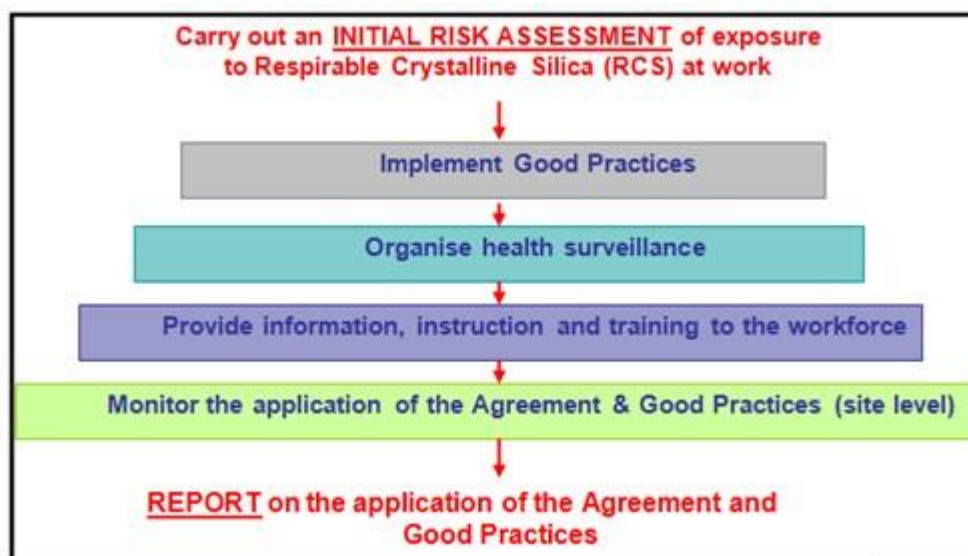 Carry out an INITIAL RISK ASSESSMENT of exposure
to Respirable Crystalline Silica (RCS) at work
Implement Good Practices
Organise health surveillance
Provide information, instruction and training to the workforce
Monitor the application of the Agreement & Good Practices (site level)
REPORT on the application of the Agreement and
Good Practices